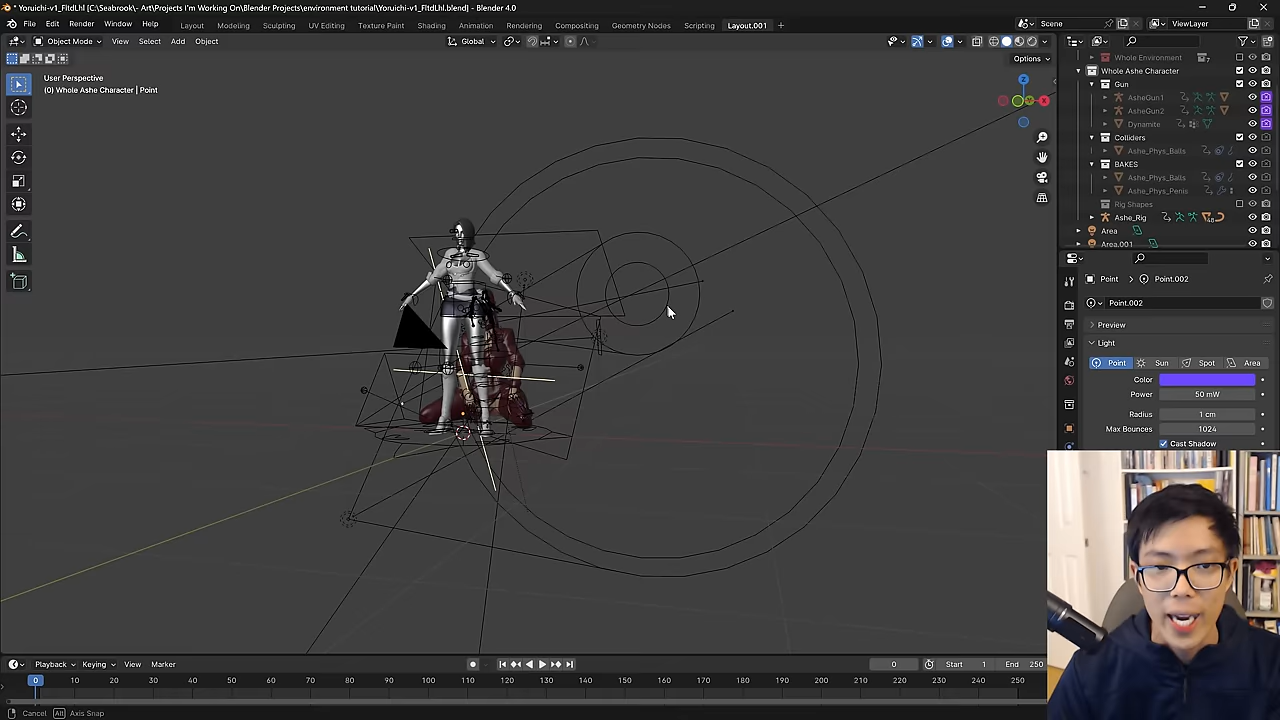 * Yoruichi-v1_FltdLhl [C:\Seabrook\- Art\Projects I'm Working On\Blender Projects\environment tutorial\Yoruichi-v1_FltdLhl.blend] - Blender 4.0
File Edit Render Window Help Layout Modeling Sculpting UV Editing Texture Paint Shading Animation Rendering Compositing Geometry Nodes Scripting Layout.001 + Scene ViewLayer
Object Mode View Select Add Object Global
Options
User Perspective
(0) Whole Ashe Character | Point
Z
X
Whole Environment 7
Whole Ashe Character
Gun
AsheGun1
AsheGun2
Dynamite
Colliders
Ashe_Phys_Balls
BAKES
Ashe_Phys_Balls
Ashe_Phys_Penis
Rig Shapes
Ashe_Rig
Area
Area.001
Point Point.002
Point.002
Preview
Light
Point Sun Spot Area
Color
Power 50 mW
Radius 1 cm
Max Bounces 1024
Cast Shadow
Playback Keying View Marker 0 Start 1 End 250
0 10 20 30 40 50 60 70 80 90 100 110 120 130 140 150 160 170 180 190 200 210 220 230 240 250
Cancel Alt Axis Snap